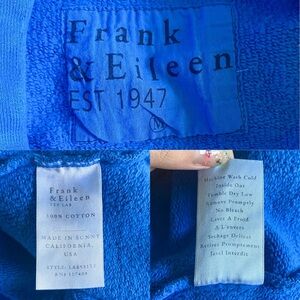 Frank
& Eileen
EST 1947
Frank
& Eileen
TEE LAB
100% COTTON
MADE IN SUNNY
CALIFORNIA,
USA
Machine Wash Cold
Inside Out
Tumble Dry Low
Remove Promptly
No Bleach
Laver A Froid
A L'envers
Sechage Delicat
Retirez Promptement
Javel Interdit